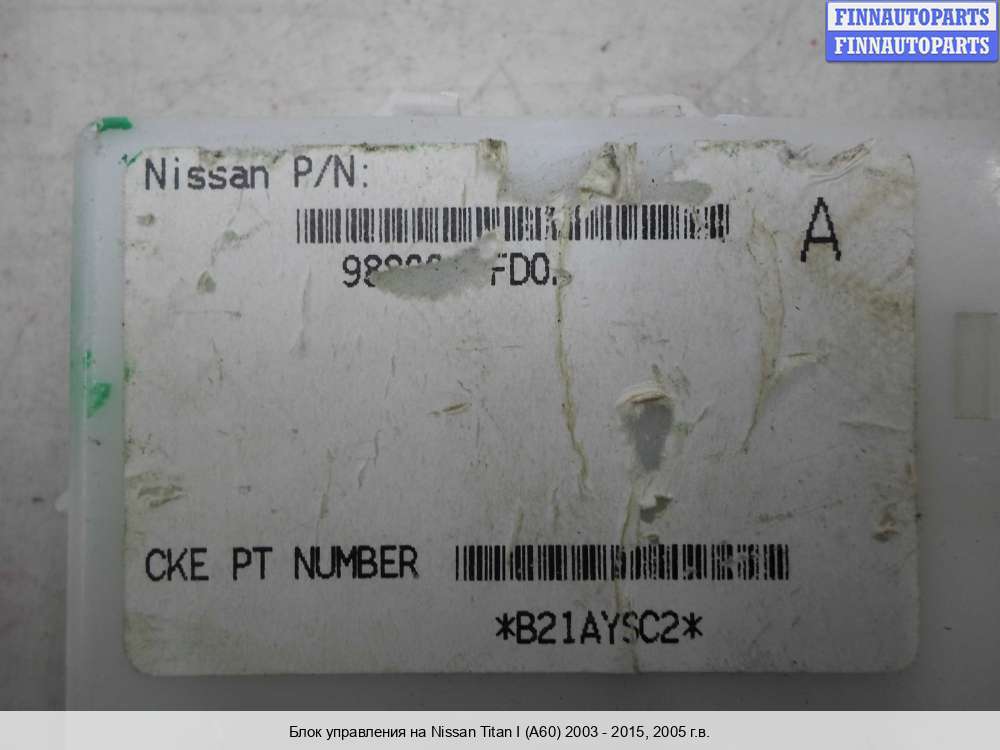 FINNAUTOPARTS
FINNAUTOPARTS
Nissan P/N:
A
CKE PT NUMBER
*B21AYSC2*
Блок управления на Nissan Titan I (A60) 2003 - 2015, 2005 г.в.